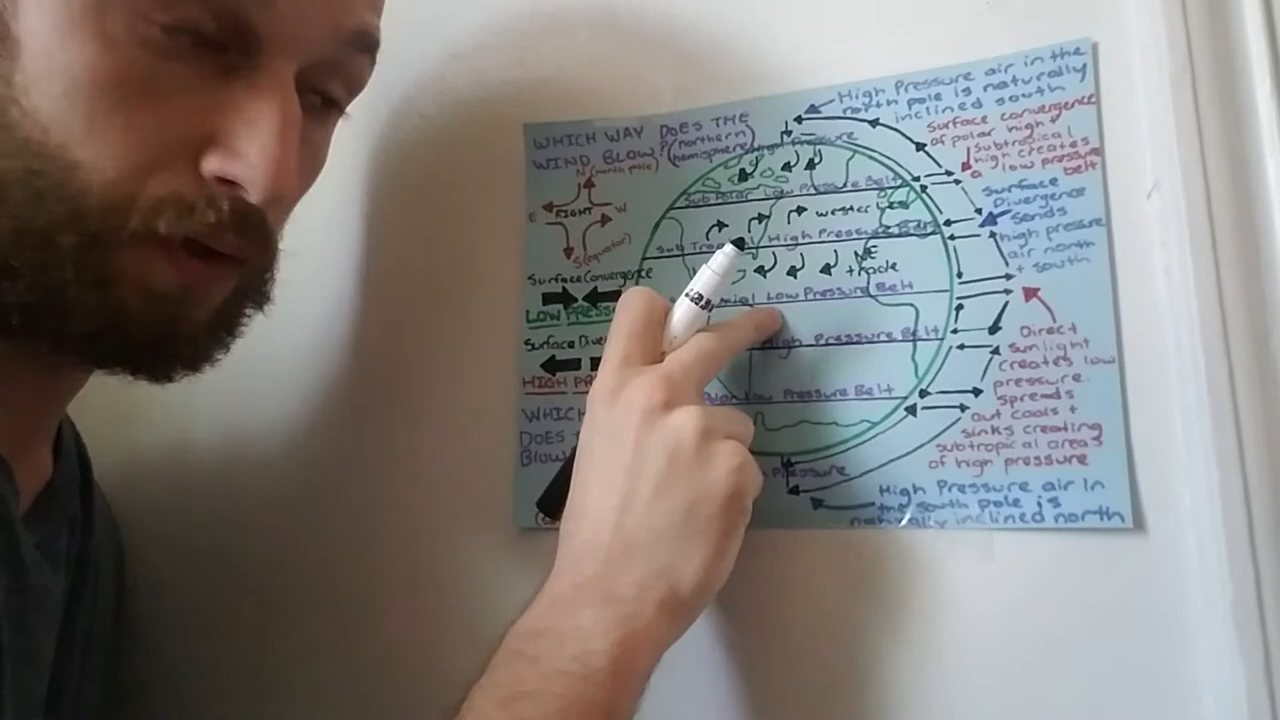 WHICH WAY DOES THE
WIND BLOW? (northern
hemisphere)
N (north pole)
E RIGHT W
S (equator)
Surface Convergence
LOW PRESS
Surface Dive
HIGH PR
WHICH
DOES
Blow
High Pressure
Sub Polar Low Pressure Belt
wester
High Pressure Belt
NE
trade
Low Pressure Belt
High Pressure Belt
Low Pressure Belt
High Pressure air in the
north pole is naturally
inclined south
Surface convergence
of polar high +
subtropical
high creates
a low pressure
belt
Surface
Divergence
Sends
high pressure
air north
+ south
Direct
sunlight
creates low
pressure.
spreads
out cools +
sinks creating
subtropical areas
of high pressure
High Pressure air in
the south pole is
naturally inclined north